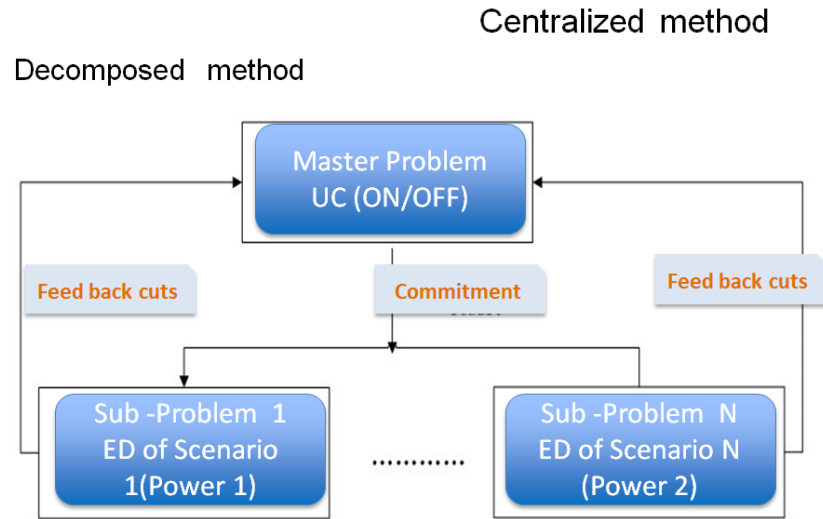 Centralized method
Decomposed method
Master Problem
UC (ON/OFF)
Feed back cuts
Commitment
Feed back cuts
Sub -Problem 1
ED of Scenario
1(Power 1)
............
Sub -Problem N
ED of Scenario N
(Power 2)